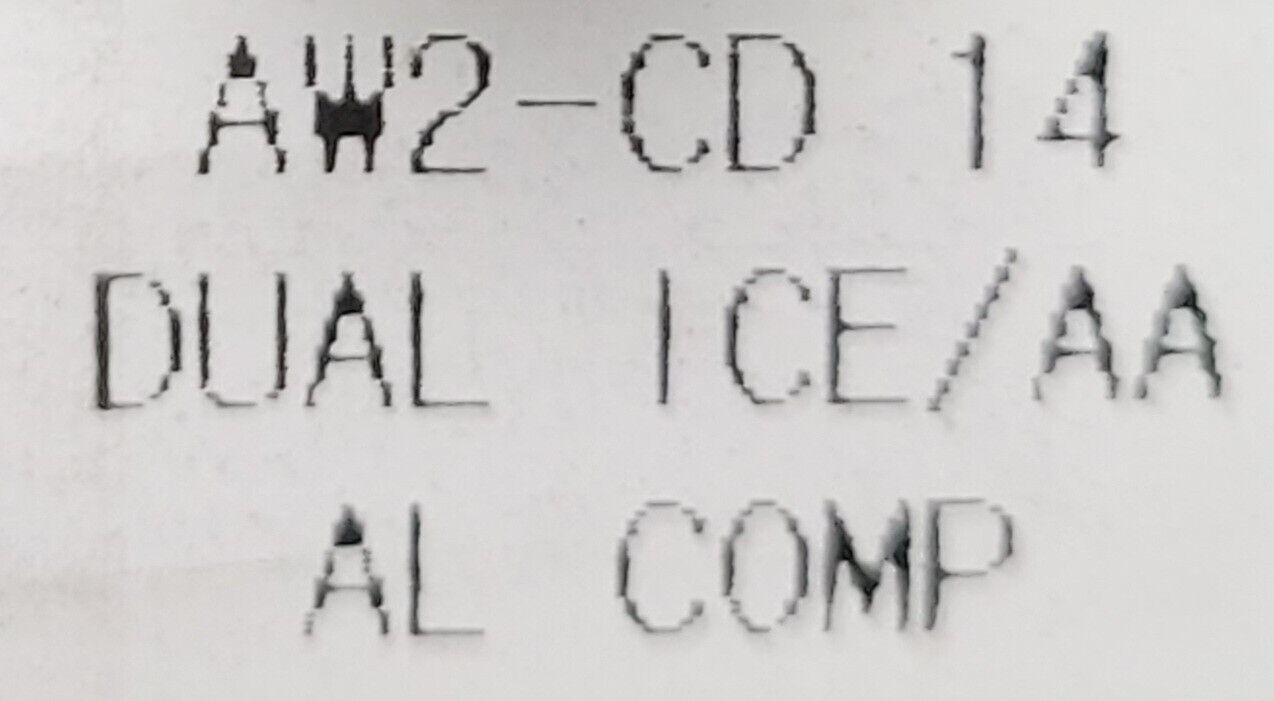 AW2-CD 14
DUAL ICE/AA
AL COMP